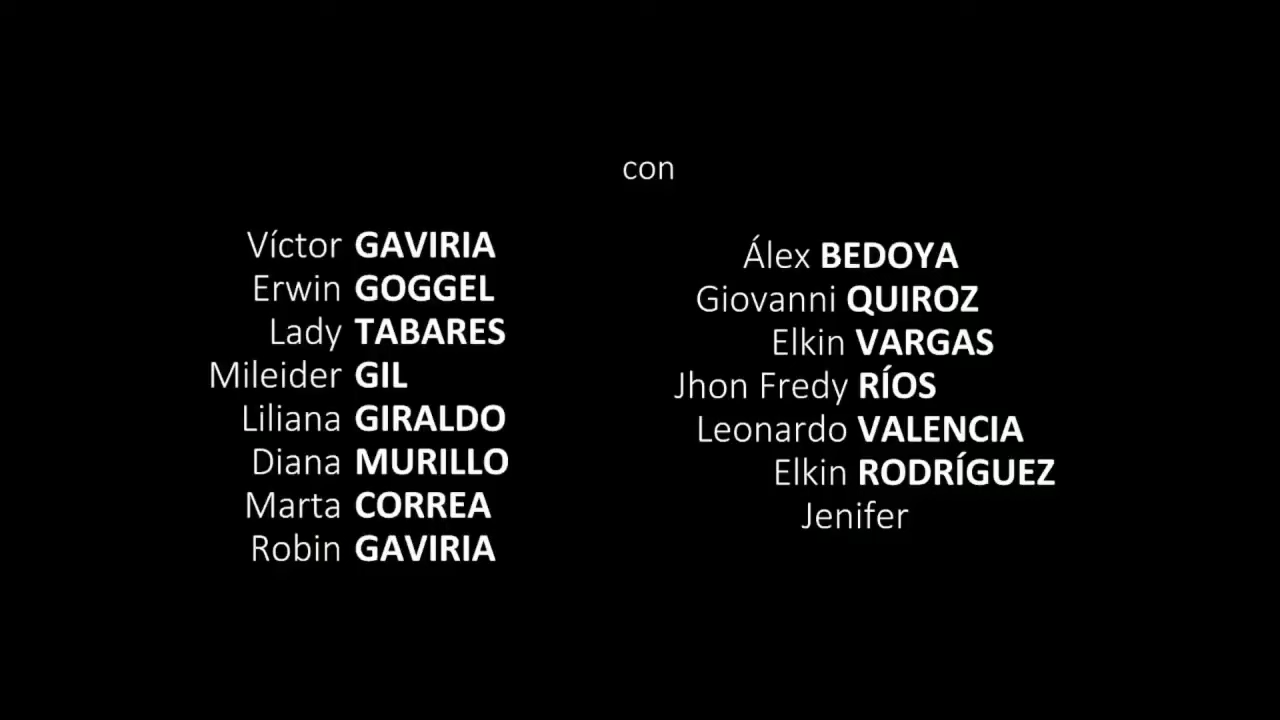 con
Víctor GAVIRIA
Erwin GOGGEL
Lady TABARES
Mileider GIL
Liliana GIRALDO
Diana MURILLO
Marta CORREA
Robin GAVIRIA
Álex BEDOYA
Giovanni QUIROZ
Elkin VARGAS
Jhon Fredy RÍOS
Leonardo VALENCIA
Elkin RODRÍGUEZ
Jenifer